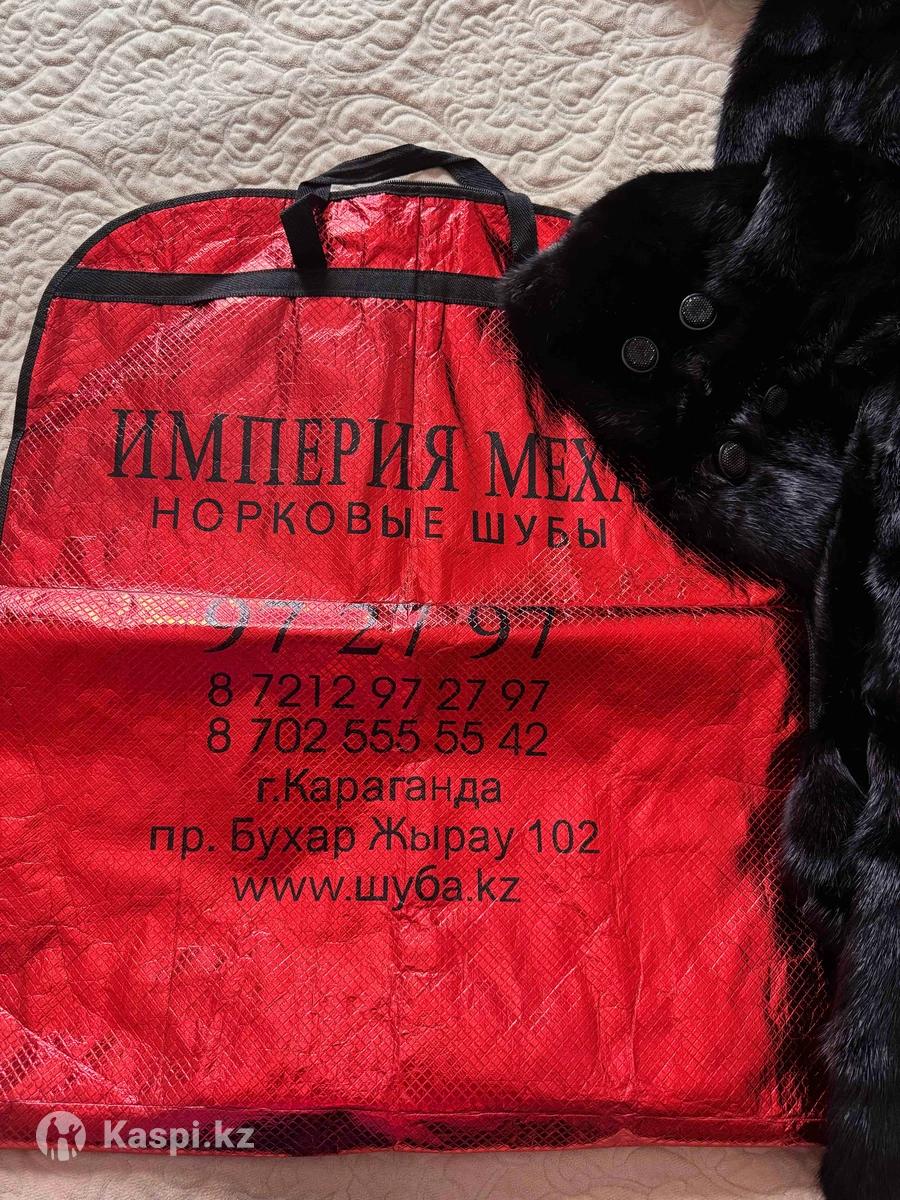 ИМПЕРИЯ МЕХА
НОРКОВЫЕ ШУБЫ
97 27 97
8 7212 97 27 97
8 702 555 55 42
г.Караганда
пр. Бухар Жырау 102
www.шуба.kz
Kaspi.kz